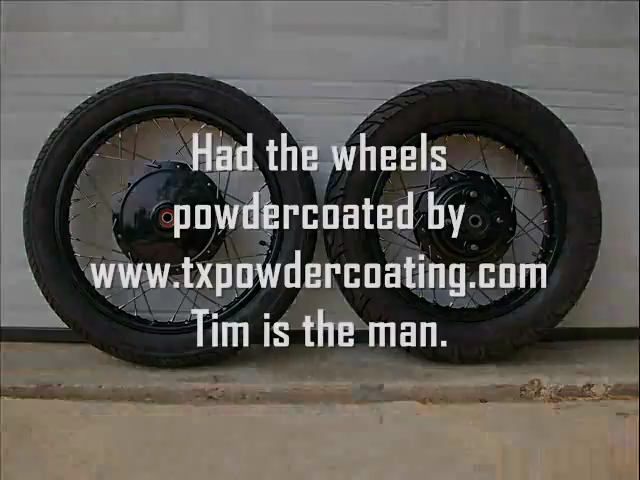 Had the wheels
powdercoated by
www.txpowdercoating.com
Tim is the man.